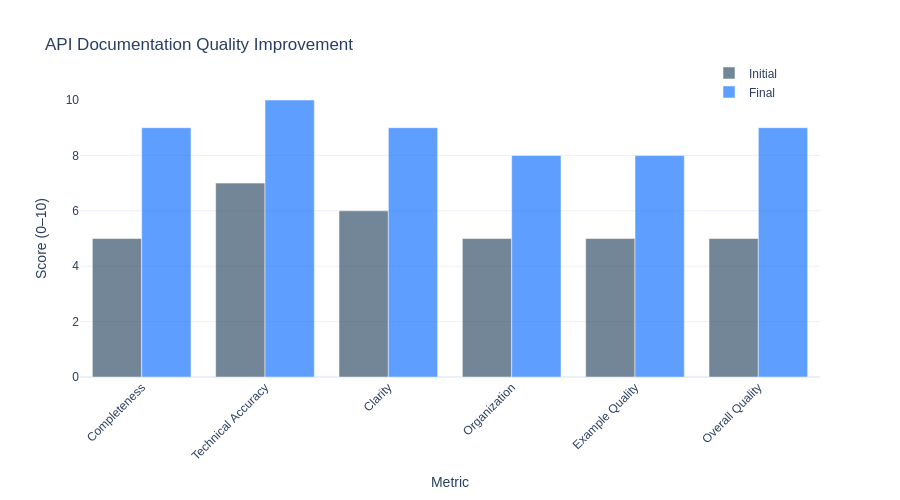 API Documentation Quality Improvement
Initial
Final
Score (0–10)
10
8
6
4
2
0
Completeness
Technical Accuracy
Clarity
Organization
Example Quality
Overall Quality
Metric